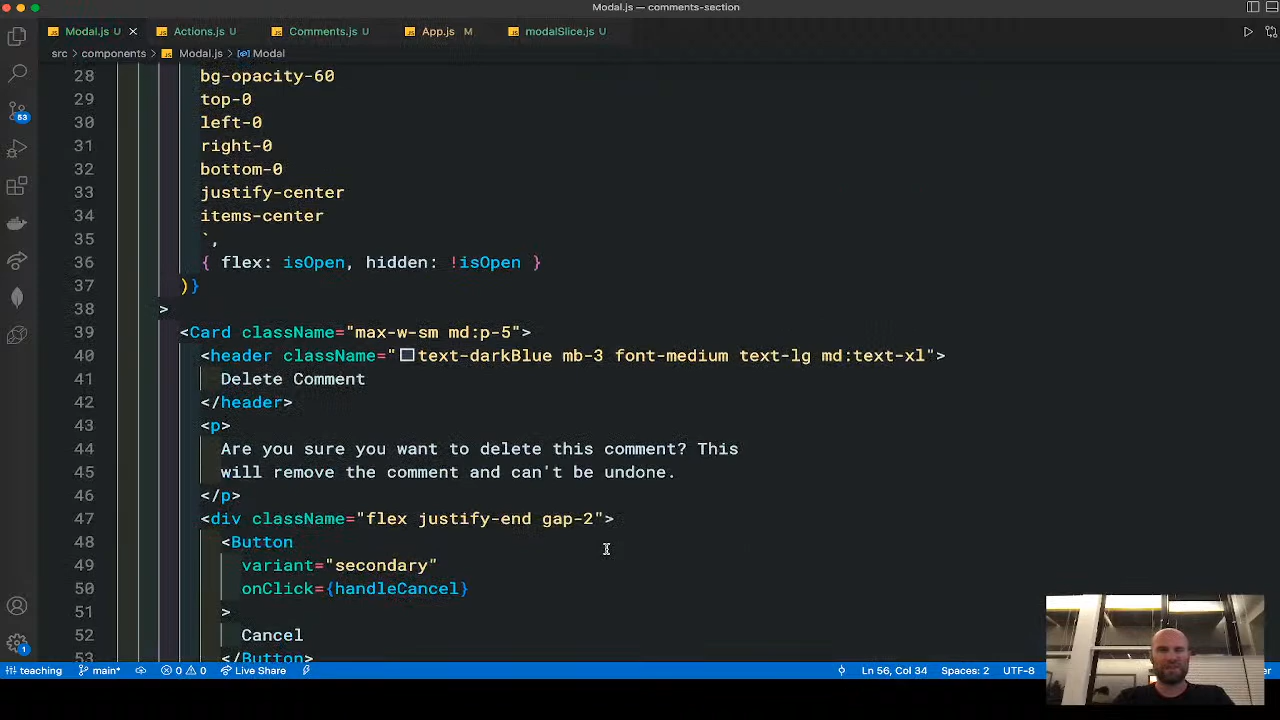 Modal.js — comments-section
Modal.js U
Actions.js U
Comments.js U
App.js M
modalSlice.js U
src > components > Modal.js > Modal
28 bg-opacity-60
29 top-0
30 left-0
31 right-0
32 bottom-0
33 justify-center
34 items-center
35 `,
36 { flex: isOpen, hidden: !isOpen }
37 )}
38 >
39 <Card className="max-w-sm md:p-5">
40 <header className="text-darkBlue mb-3 font-medium text-lg md:text-xl">
41 Delete Comment
42 </header>
43 <p>
44 Are you sure you want to delete this comment? This
45 will remove the comment and can't be undone.
46 </p>
47 <div className="flex justify-end gap-2">
48 <Button
49 variant="secondary"
50 onClick={handleCancel}
51 >
52 Cancel
53 </Button>
53
1
teaching main* 0 0 Live Share Ln 56, Col 34 Spaces: 2 UTF-8